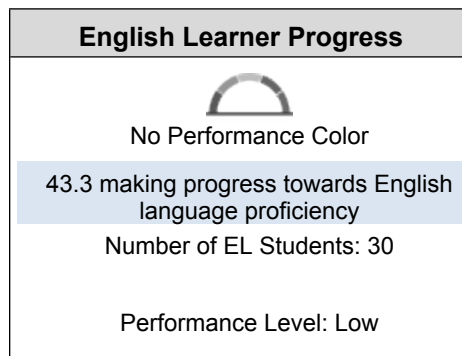 English Learner Progress
No Performance Color
43.3 making progress towards English
language proficiency
Number of EL Students: 30
Performance Level: Low